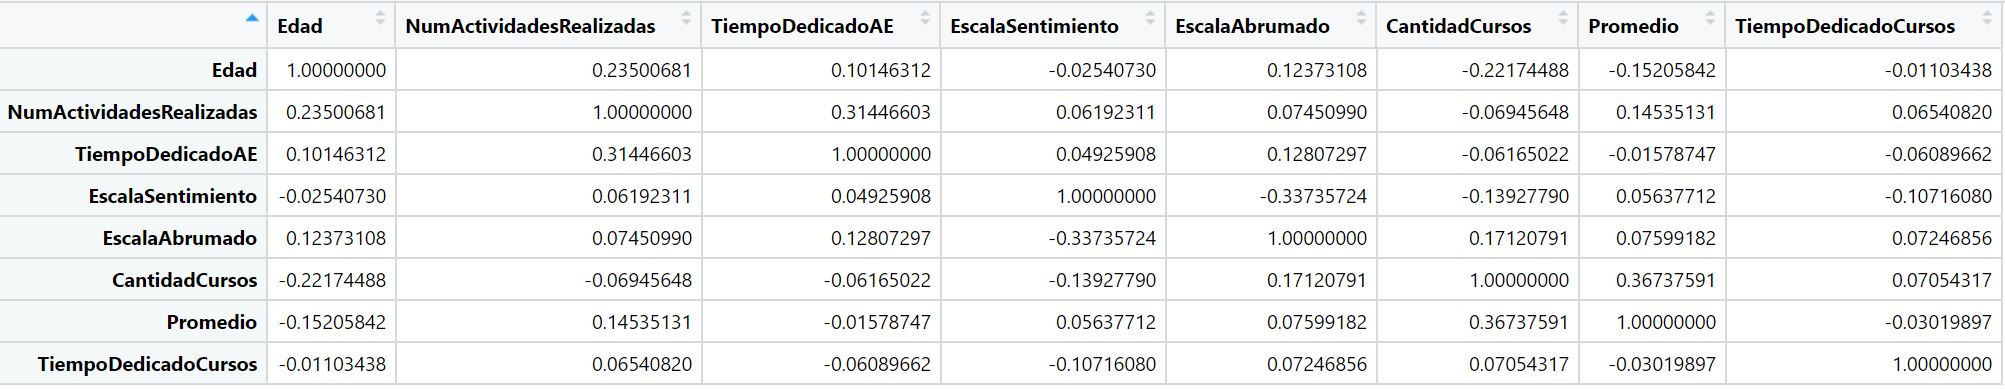 Edad NumActividadesRealizadas TiempoDedicadoAE EscalaSentimiento EscalaAbrumado CantidadCursos Promedio TiempoDedicadoCursos
Edad 1.00000000 0.23500681 0.10146312 -0.02540730 0.12373108 -0.22174488 -0.15205842 -0.01103438
NumActividadesRealizadas 0.23500681 1.00000000 0.31446603 0.06192311 0.07450990 -0.06945648 0.14535131 0.06540820
TiempoDedicadoAE 0.10146312 0.31446603 1.00000000 0.04925908 0.12807297 -0.06165022 -0.01578747 -0.06089662
EscalaSentimiento -0.02540730 0.06192311 0.04925908 1.00000000 -0.33735724 -0.13927790 0.05637712 -0.10716080
EscalaAbrumado 0.12373108 0.07450990 0.12807297 -0.33735724 1.00000000 0.17120791 0.07599182 0.07246856
CantidadCursos -0.22174488 -0.06945648 -0.06165022 -0.13927790 0.17120791 1.00000000 0.36737591 0.07054317
Promedio -0.15205842 0.14535131 -0.01578747 0.05637712 0.07599182 0.36737591 1.00000000 -0.03019897
TiempoDedicadoCursos -0.01103438 0.06540820 -0.06089662 -0.10716080 0.07246856 0.07054317 -0.03019897 1.00000000